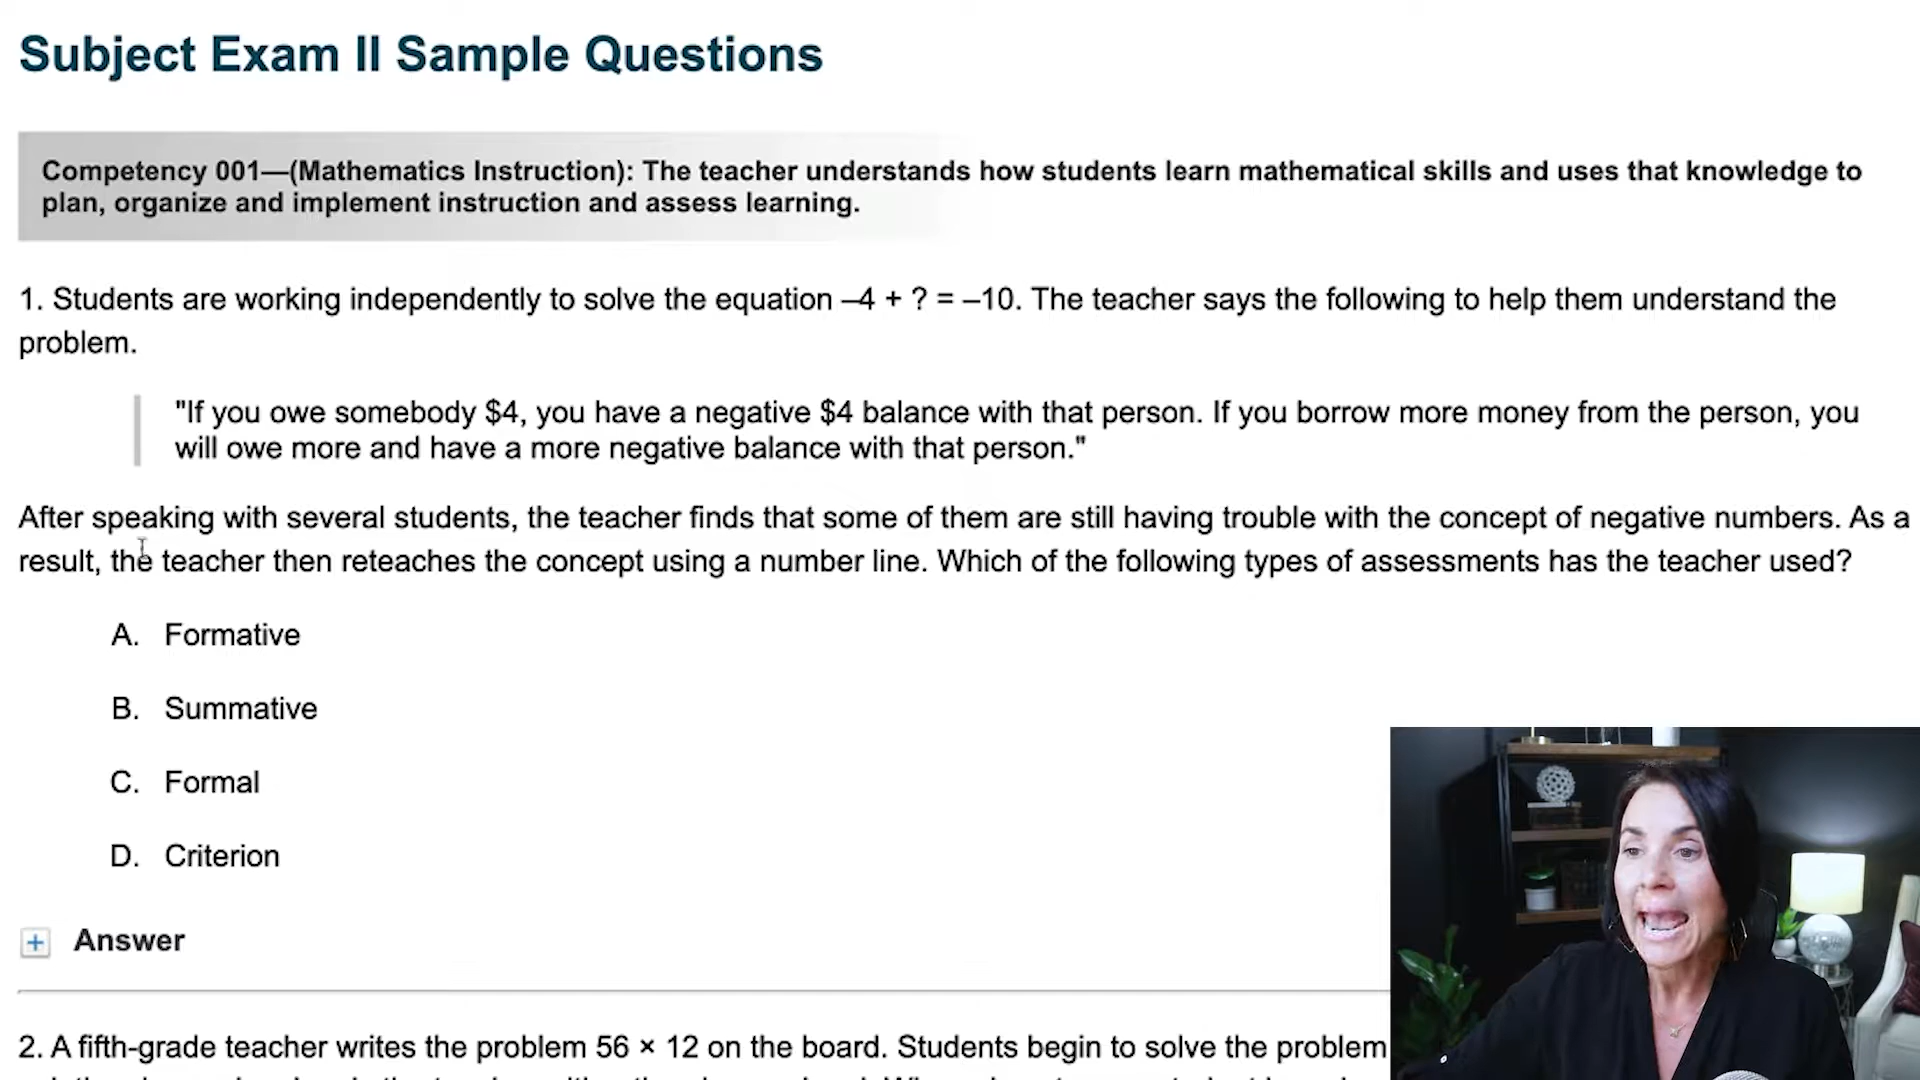 Subject Exam II Sample Questions
Competency 001—(Mathematics Instruction): The teacher understands how students learn mathematical skills and uses that knowledge to
plan, organize and implement instruction and assess learning.
1. Students are working independently to solve the equation –4 + ? = –10. The teacher says the following to help them understand the
problem.
"If you owe somebody $4, you have a negative $4 balance with that person. If you borrow more money from the person, you
will owe more and have a more negative balance with that person."
After speaking with several students, the teacher finds that some of them are still having trouble with the concept of negative numbers. As a
result, the teacher then reteaches the concept using a number line. Which of the following types of assessments has the teacher used?
A. Formative
B. Summative
C. Formal
D. Criterion
Answer
2. A fifth-grade teacher writes the problem 56 × 12 on the board. Students begin to solve the problem